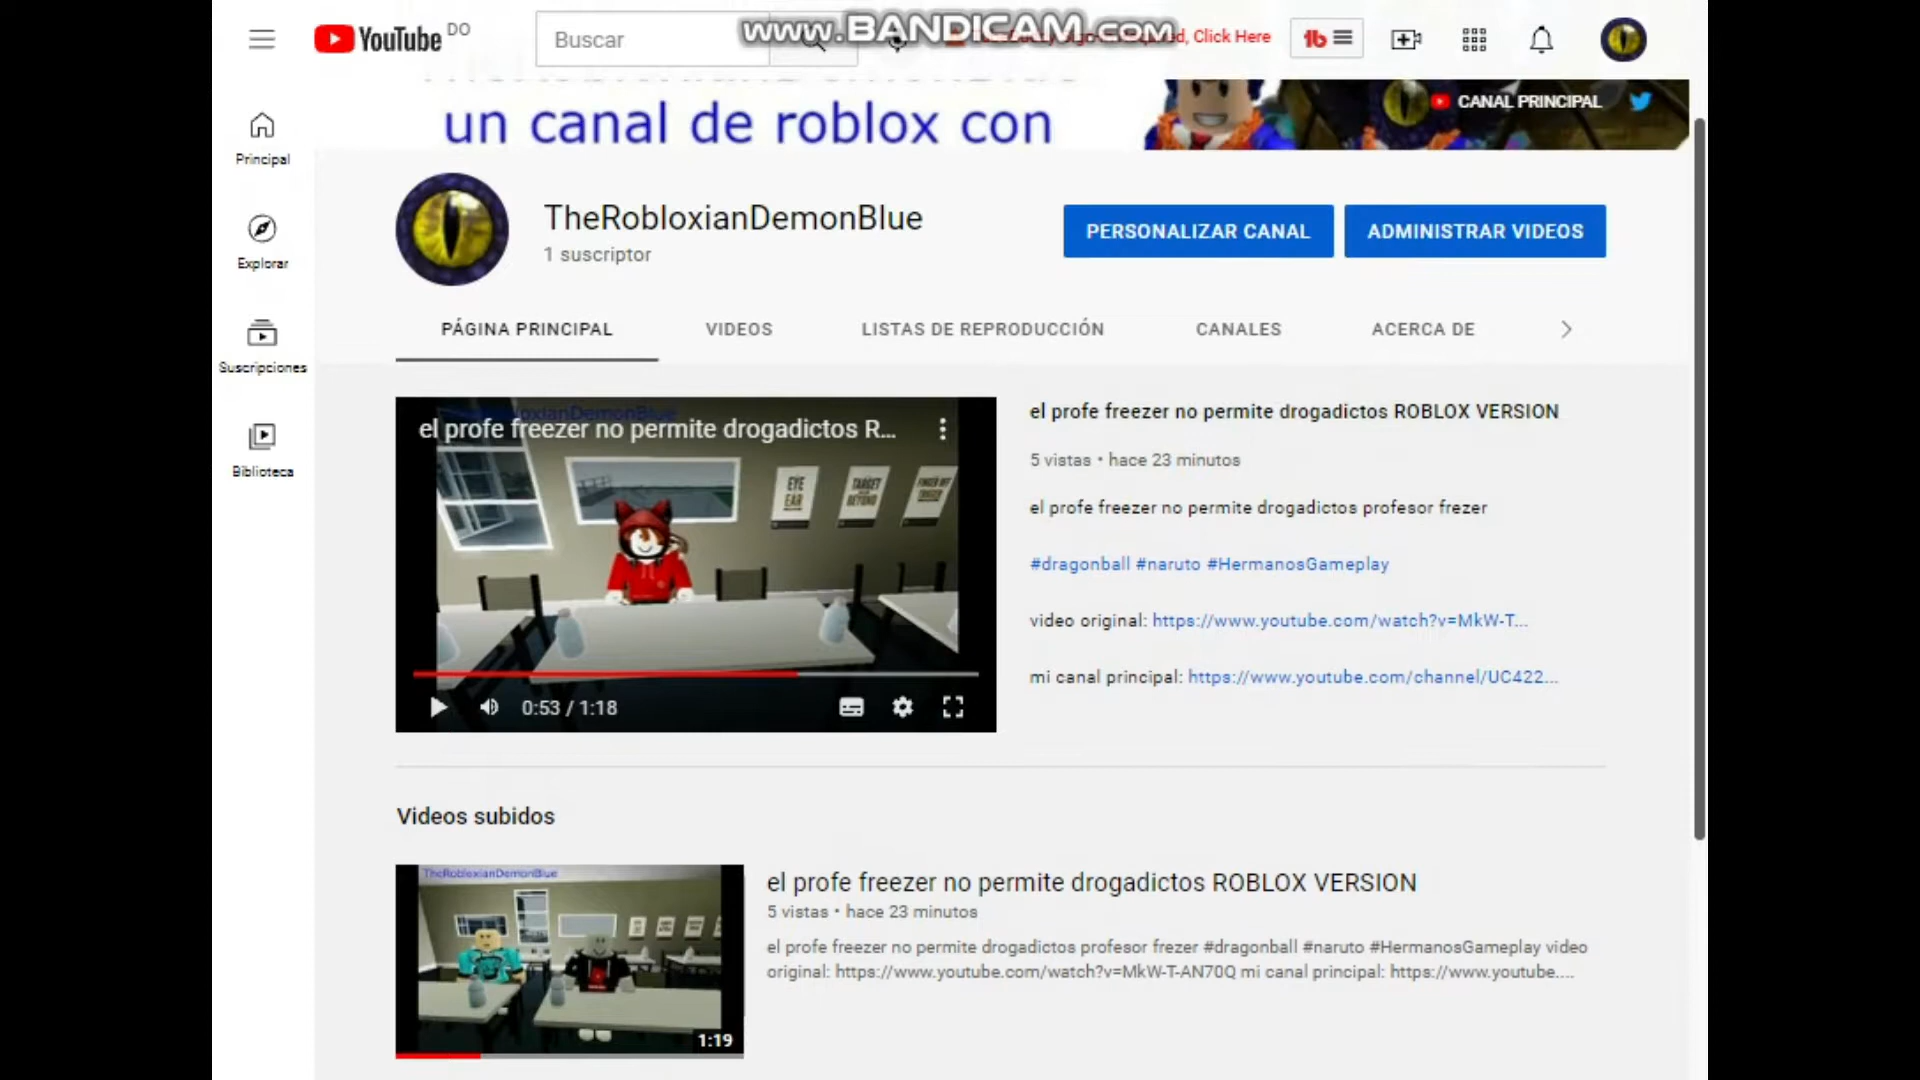 YouTube DO
Buscar
www.BANDICAM.com
d, Click Here
tb
un canal de roblox con
CANAL PRINCIPAL
Principal
Explorar
Suscripciones
Biblioteca
TheRobloxianDemonBlue
1 suscriptor
PERSONALIZAR CANAL
ADMINISTRAR VIDEOS
PÁGINA PRINCIPAL
VIDEOS
LISTAS DE REPRODUCCIÓN
CANALES
ACERCA DE
TheRobloxianDemonBlue
el profe freezer no permite drogadictos R...
EYE
EAR
TARGET
BEYOND
0:53 / 1:18
el profe freezer no permite drogadictos ROBLOX VERSION
5 vistas • hace 23 minutos
el profe freezer no permite drogadictos profesor frezer
#dragonball #naruto #HermanosGameplay
video original: https://www.youtube.com/watch?v=MkW-T...
mi canal principal: https://www.youtube.com/channel/UC422...
Videos subidos
TheRobloxianDemonBlue
1:19
el profe freezer no permite drogadictos ROBLOX VERSION
5 vistas • hace 23 minutos
el profe freezer no permite drogadictos profesor frezer #dragonball #naruto #HermanosGameplay video
original: https://www.youtube.com/watch?v=MkW-T-AN70Q mi canal principal: https://www.youtube....